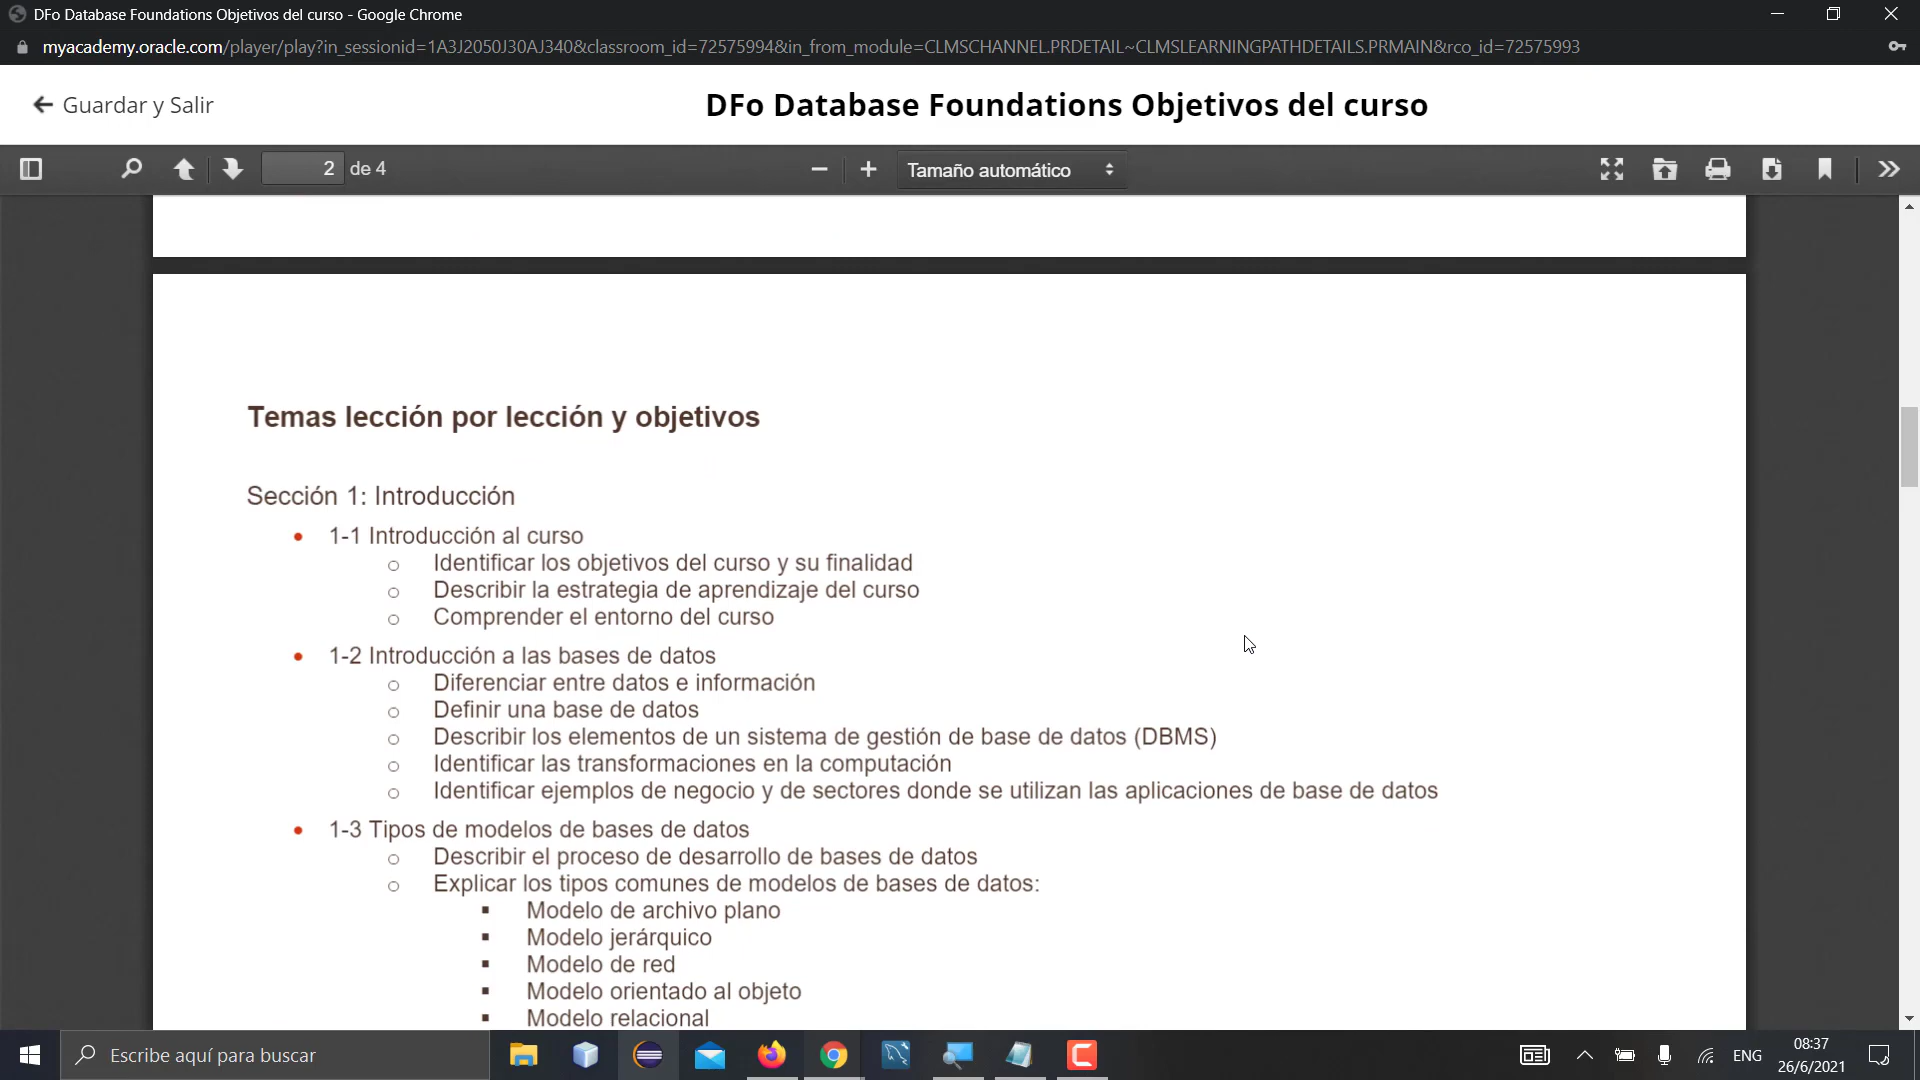 DFo Database Foundations Objetivos del curso - Google Chrome
myacademy.oracle.com/player/play?in_sessionid=1A3J2050J30AJ340&classroom_id=72575994&in_from_module=CLMSCHANNEL.PRDETAIL~CLMSLEARNINGPATHDETAILS.PRMAIN&rco_id=72575993
Guardar y Salir
DFo Database Foundations Objetivos del curso
2 de 4
Tamaño automático
Temas lección por lección y objetivos
Sección 1: Introducción
1-1 Introducción al curso
Identificar los objetivos del curso y su finalidad
Describir la estrategia de aprendizaje del curso
Comprender el entorno del curso
1-2 Introducción a las bases de datos
Diferenciar entre datos e información
Definir una base de datos
Describir los elementos de un sistema de gestión de base de datos (DBMS)
Identificar las transformaciones en la computación
Identificar ejemplos de negocio y de sectores donde se utilizan las aplicaciones de base de datos
1-3 Tipos de modelos de bases de datos
Describir el proceso de desarrollo de bases de datos
Explicar los tipos comunes de modelos de bases de datos:
Modelo de archivo plano
Modelo jerárquico
Modelo de red
Modelo orientado al objeto
Modelo relacional
Escribe aquí para buscar
ENG
08:37
26/6/2021